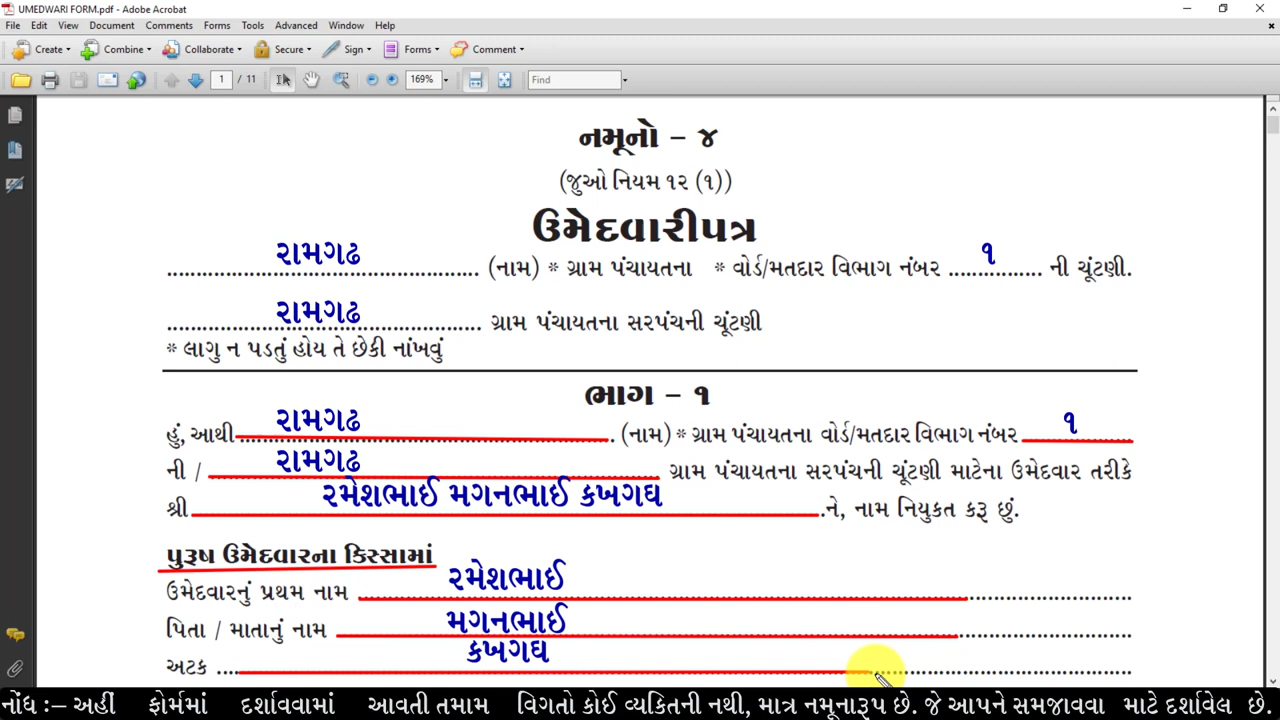 UMEDWARI FORM.pdf - Adobe Acrobat
File Edit View Document Comments Forms Tools Advanced Window Help
Create Combine Collaborate Secure Sign Forms Comment
1 / 11 169% Find
નમૂનો - ૪
(જુઓ નિયમ ૧૨ (૧))
ઉમેદવારીપત્ર
રામગઢ (નામ) * ગ્રામ પંચાયતના * વોર્ડ/મતદાર વિભાગ નંબર ૧ ની ચૂંટણી.
રામગઢ ગ્રામ પંચાયતના સરપંચની ચૂંટણી
* લાગુ ન પડતું હોય તે છેકી નાંખવું
ભાગ - ૧
હું, આથી રામગઢ. (નામ) * ગ્રામ પંચાયતના વોર્ડ/મતદાર વિભાગ નંબર ૧
ની / રામગઢ ગ્રામ પંચાયતના સરપંચની ચૂંટણી માટેના ઉમેદવાર તરીકે
શ્રી રમેશભાઈ મગનભાઈ કખગઘ .ને, નામ નિયુકત કરૂ છું.
પુરૂષ ઉમેદવારના કિસ્સામાં
ઉમેદવારનું પ્રથમ નામ રમેશભાઈ
પિતા / માતાનું નામ મગનભાઈ
અટક .... કખગઘ
નોંધ :– અહીં ફોર્મમાં દર્શાવવામાં આવતી તમામ વિગતો કોઈ વ્યકિતની નથી, માત્ર નમૂનારૂપ છે. જે આપને સમજાવવા માટે દર્શાવેલ છે.